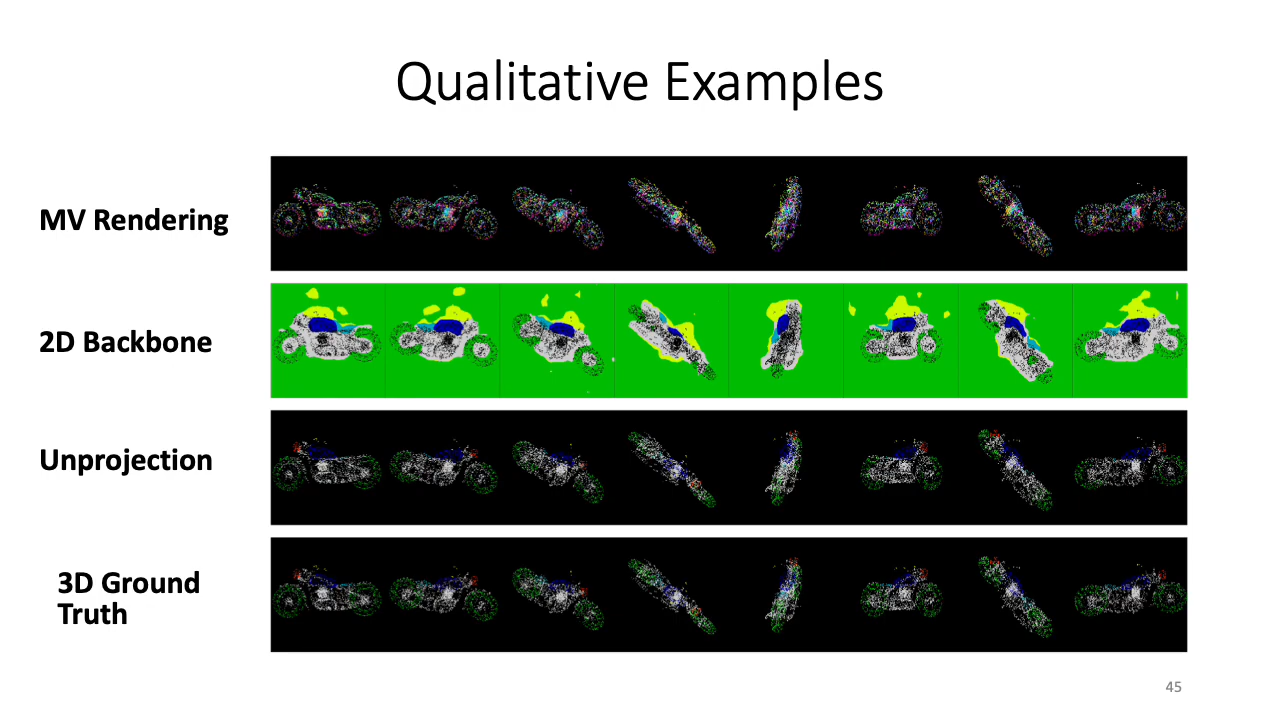 Qualitative Examples
MV Rendering
2D Backbone
Unprojection
3D Ground
Truth
45